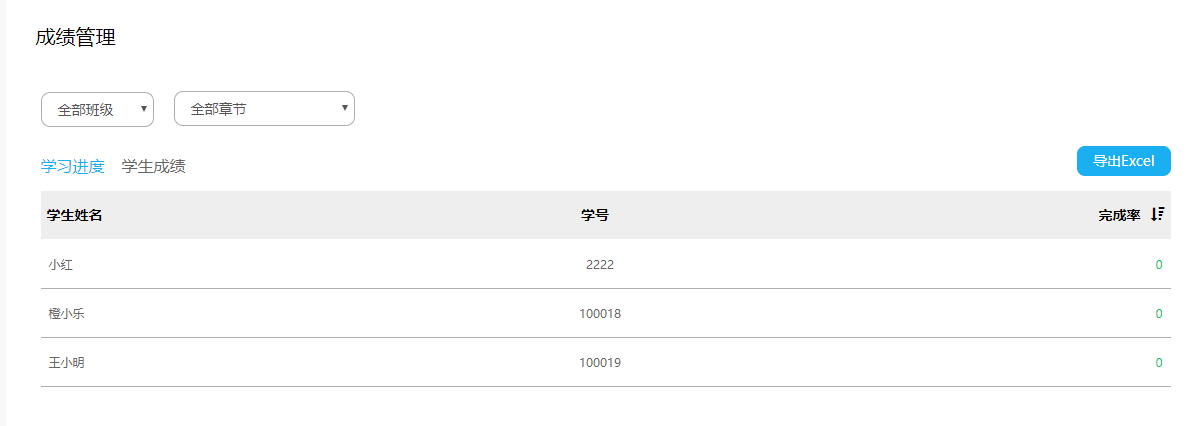 成绩管理
全部班级 全部章节
学习进度 学生成绩 导出Excel
学生姓名 学号 完成率
小红 2222 0
橙小乐 100018 0
王小明 100019 0